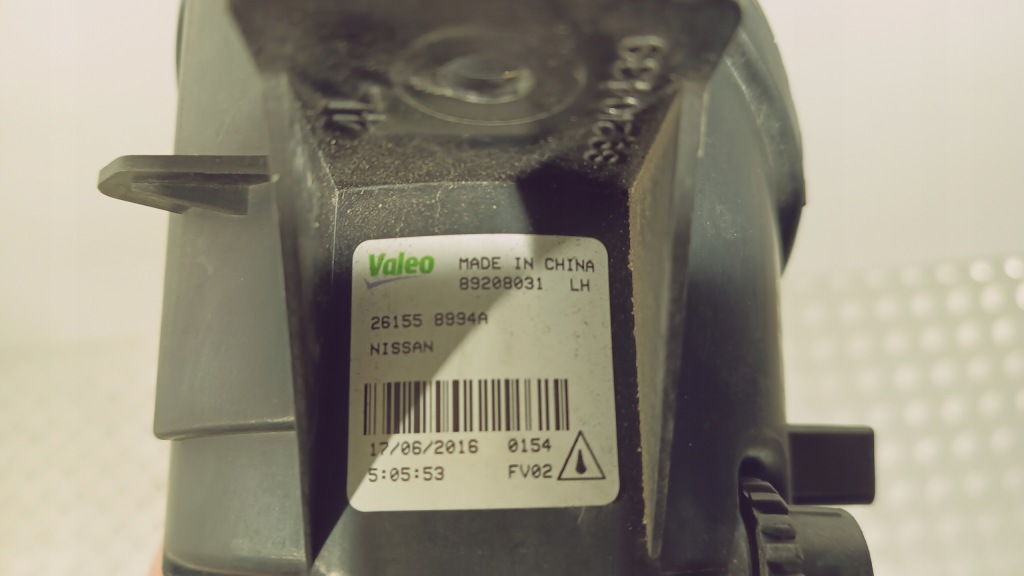 Valeo MADE IN CHINA
89208031 LH
26155 8994A
NISSAN
17/06/2016 0154
5:05:53 FV02